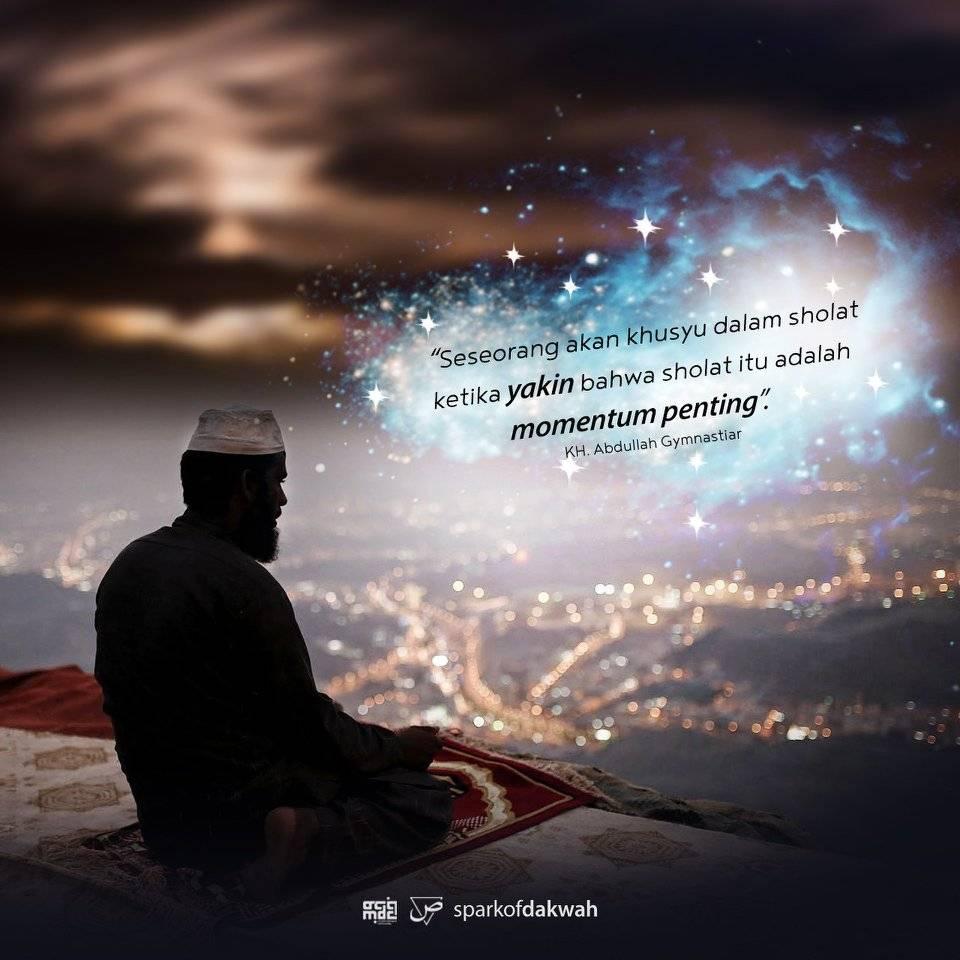 “Seseorang akan khusyu dalam sholat
ketika yakin bahwa sholat itu adalah
momentum penting”.
KH. Abdullah Gymnastiar
sparkofdakwah